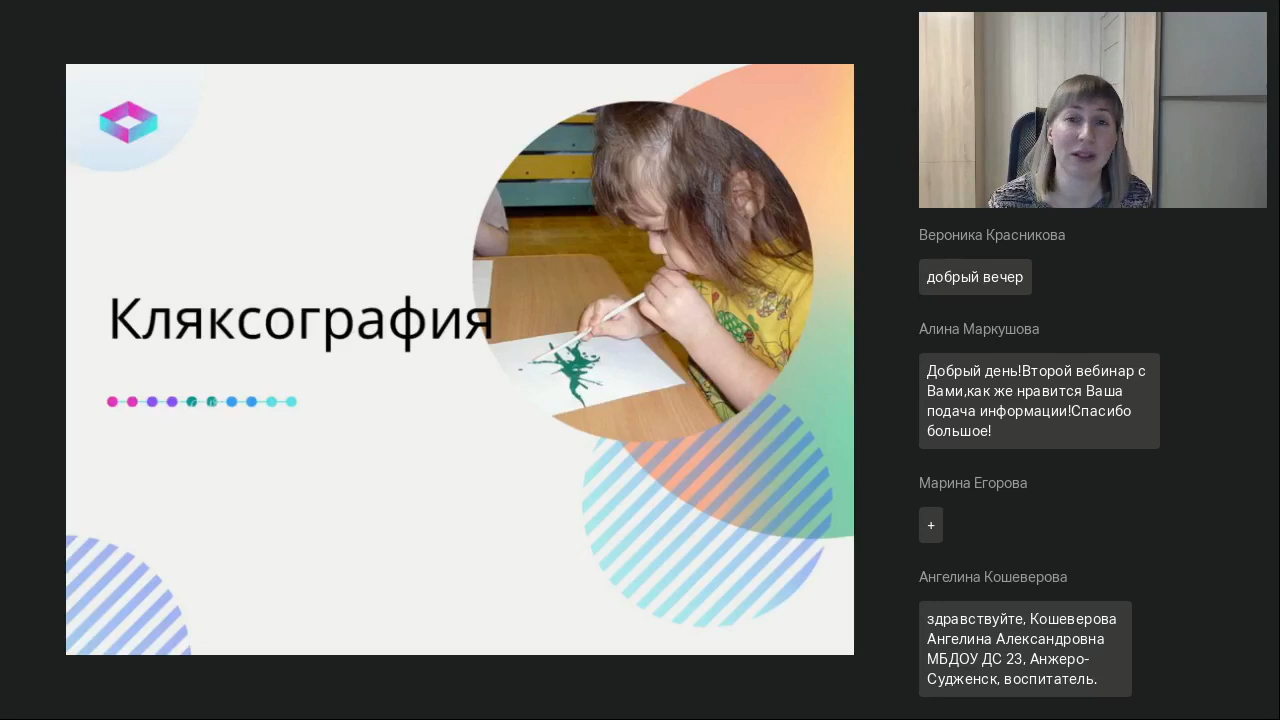 Кляксография
Вероника Красникова
добрый вечер
Алина Маркушова
Добрый день!Второй вебинар с
Вами,как же нравится Ваша
подача информации!Спасибо
большое!
Марина Егорова
+
Ангелина Кошеверова
здравствуйте, Кошеверова
Ангелина Александровна
МБДОУ ДС 23, Анжеро-
Судженск, воспитатель.